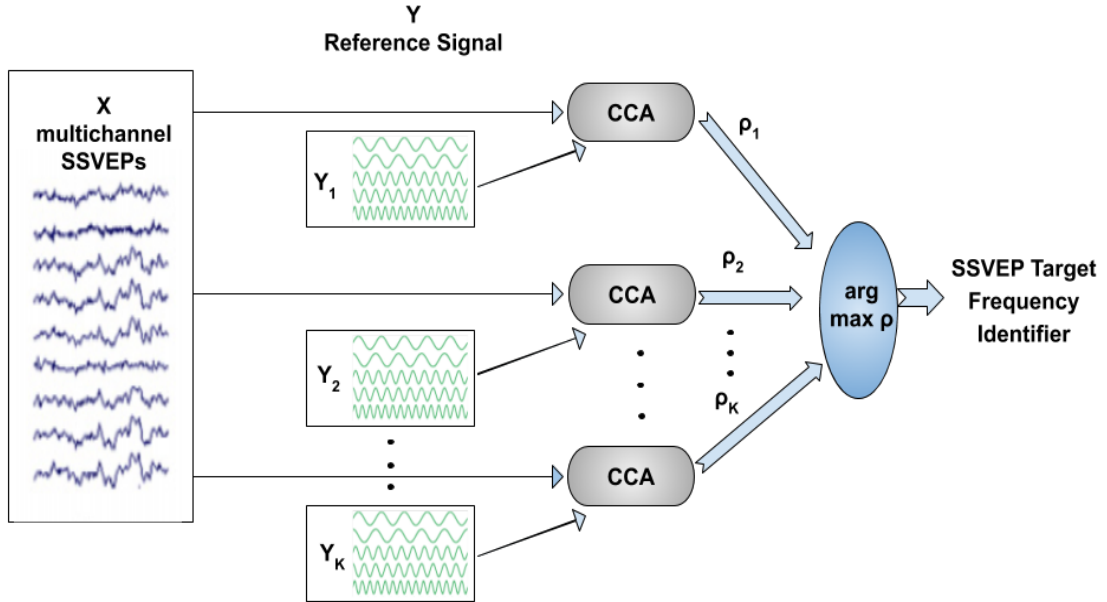 Y
Reference Signal
X
multichannel
SSVEPs
CCA
ρ1
Y1
CCA
ρ2
Y2
arg
max ρ
SSVEP Target
Frequency
Identifier
ρK
CCA
YK